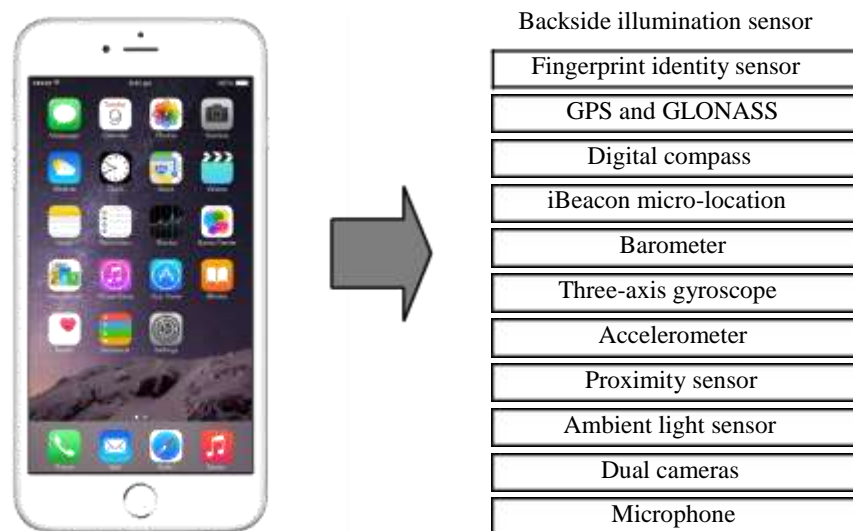 Backside illumination sensor
Fingerprint identity sensor
GPS and GLONASS
Digital compass
iBeacon micro-location
Barometer
Three-axis gyroscope
Accelerometer
Proximity sensor
Ambient light sensor
Dual cameras
Microphone